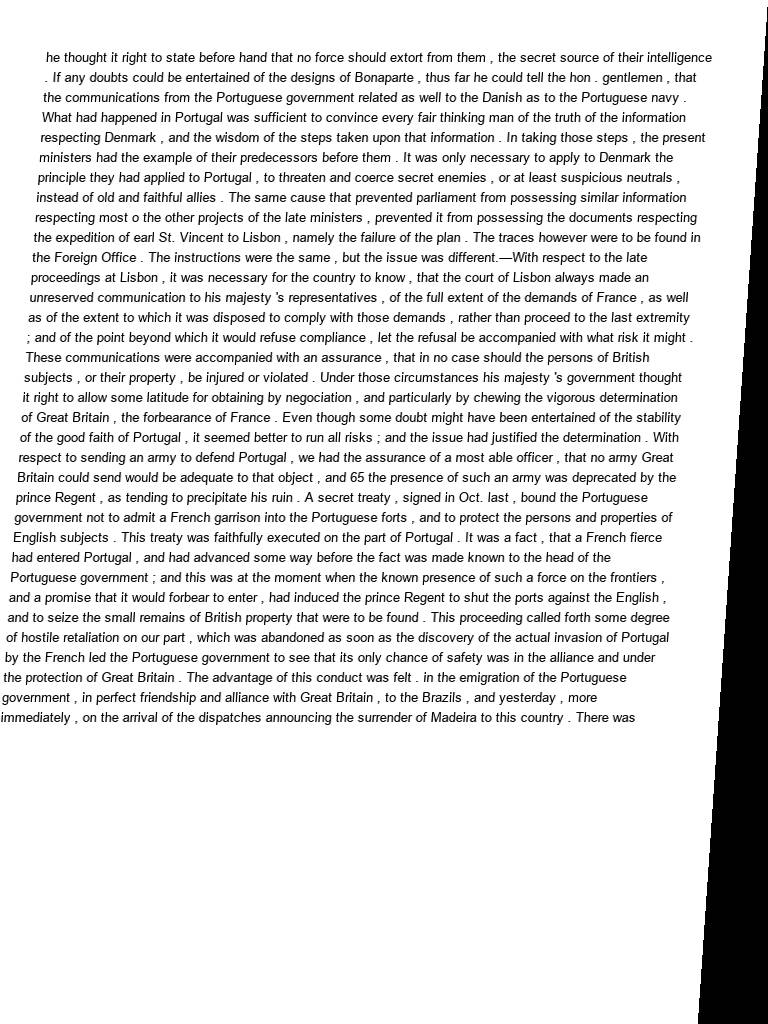 he thought it right to state before hand that no force should extort from them , the secret source of their intelligence
. If any doubts could be entertained of the designs of Bonaparte , thus far he could tell the hon . gentlemen , that
the communications from the Portuguese government related as well to the Danish as to the Portuguese navy .
What had happened in Portugal was sufficient to convince every fair thinking man of the truth of the information
respecting Denmark , and the wisdom of the steps taken upon that information . In taking those steps , the present
ministers had the example of their predecessors before them . It was only necessary to apply to Denmark the
principle they had applied to Portugal , to threaten and coerce secret enemies , or at least suspicious neutrals ,
instead of old and faithful allies . The same cause that prevented parliament from possessing similar information
respecting most o the other projects of the late ministers , prevented it from possessing the documents respecting
the expedition of earl St. Vincent to Lisbon , namely the failure of the plan . The traces however were to be found in
the Foreign Office . The instructions were the same , but the issue was different.—With respect to the late
proceedings at Lisbon , it was necessary for the country to know , that the court of Lisbon always made an
unreserved communication to his majesty 's representatives , of the full extent of the demands of France , as well
as of the extent to which it was disposed to comply with those demands , rather than proceed to the last extremity
; and of the point beyond which it would refuse compliance , let the refusal be accompanied with what risk it might .
These communications were accompanied with an assurance , that in no case should the persons of British
subjects , or their property , be injured or violated . Under those circumstances his majesty 's government thought
it right to allow some latitude for obtaining by negociation , and particularly by chewing the vigorous determination
of Great Britain , the forbearance of France . Even though some doubt might have been entertained of the stability
of the good faith of Portugal , it seemed better to run all risks ; and the issue had justified the determination . With
respect to sending an army to defend Portugal , we had the assurance of a most able officer , that no army Great
Britain could send would be adequate to that object , and 65 the presence of such an army was deprecated by the
prince Regent , as tending to precipitate his ruin . A secret treaty , signed in Oct. last , bound the Portuguese
government not to admit a French garrison into the Portuguese forts , and to protect the persons and properties of
English subjects . This treaty was faithfully executed on the part of Portugal . It was a fact , that a French fierce
had entered Portugal , and had advanced some way before the fact was made known to the head of the
Portuguese government ; and this was at the moment when the known presence of such a force on the frontiers ,
and a promise that it would forbear to enter , had induced the prince Regent to shut the ports against the English ,
and to seize the small remains of British property that were to be found . This proceeding called forth some degree
of hostile retaliation on our part , which was abandoned as soon as the discovery of the actual invasion of Portugal
by the French led the Portuguese government to see that its only chance of safety was in the alliance and under
the protection of Great Britain . The advantage of this conduct was felt . in the emigration of the Portuguese
government , in perfect friendship and alliance with Great Britain , to the Brazils , and yesterday , more
immediately , on the arrival of the dispatches announcing the surrender of Madeira to this country . There was